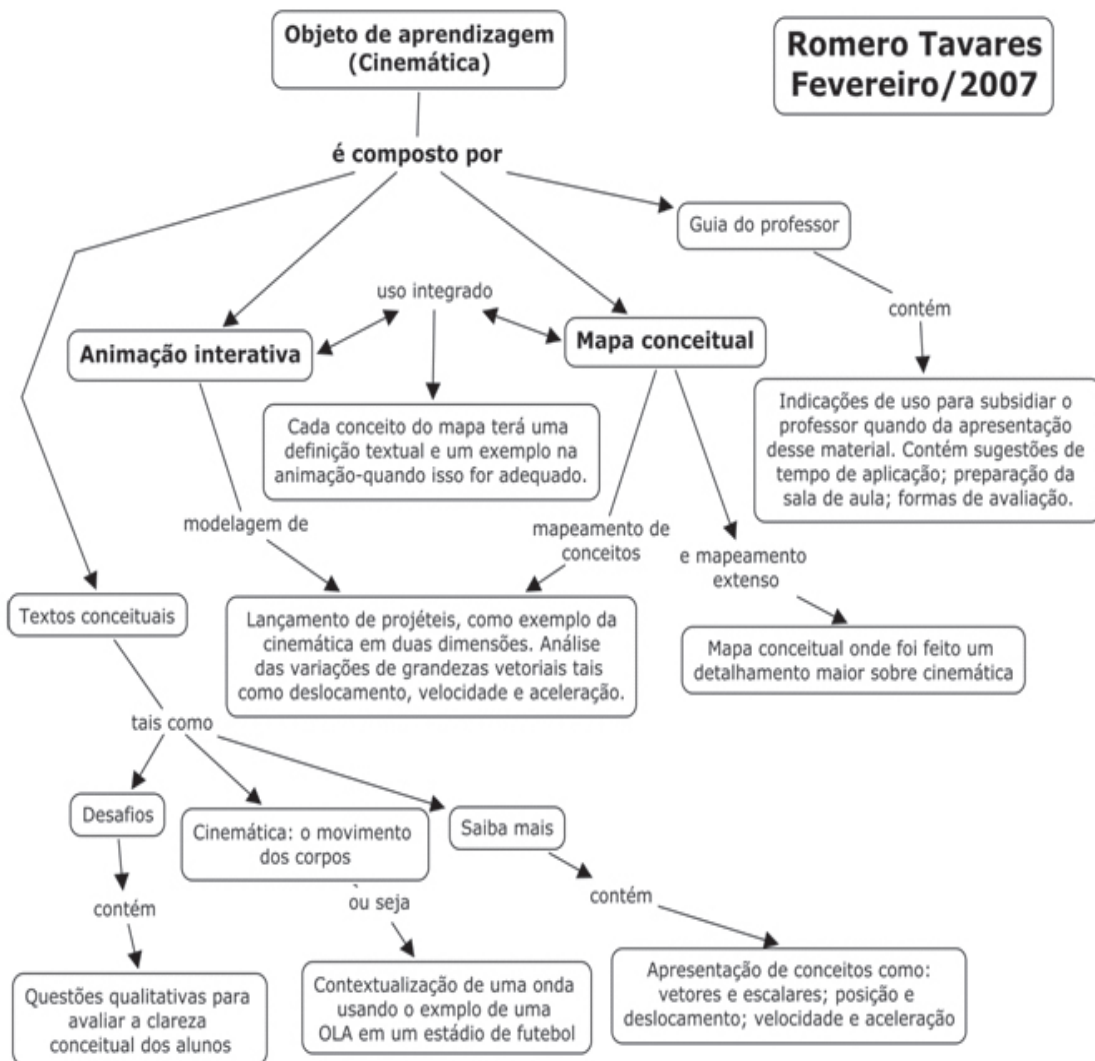 Objeto de aprendizagem
(Cinemática)
Romero Tavares
Fevereiro/2007
é composto por
Guia do professor
uso integrado
contém
Animação interativa
Mapa conceitual
Cada conceito do mapa terá uma
definição textual e um exemplo na
animação-quando isso for adequado.
Indicações de uso para subsidiar o
professor quando da apresentação
desse material. Contém sugestões de
tempo de aplicação; preparação da
sala de aula; formas de avaliação.
modelagem de
mapeamento de
conceitos
e mapeamento
extenso
Textos conceituais
Lançamento de projéteis, como exemplo da
cinemática em duas dimensões. Análise
das variações de grandezas vetoriais tais
como deslocamento, velocidade e aceleração.
Mapa conceitual onde foi feito um
detalhamento maior sobre cinemática
tais como
Desafios
Cinemática: o movimento
dos corpos
Saiba mais
contém
ou seja
contém
Questões qualitativas para
avaliar a clareza
conceitual dos alunos
Contextualização de uma onda
usando o exmplo de uma
OLA em um estádio de futebol
Apresentação de conceitos como:
vetores e escalares; posição e
deslocamento; velocidade e aceleração